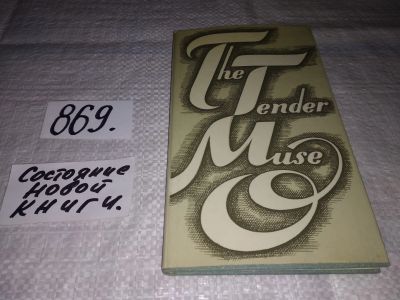 869.
Состояние
новой
книги.
The
Tender
Muse